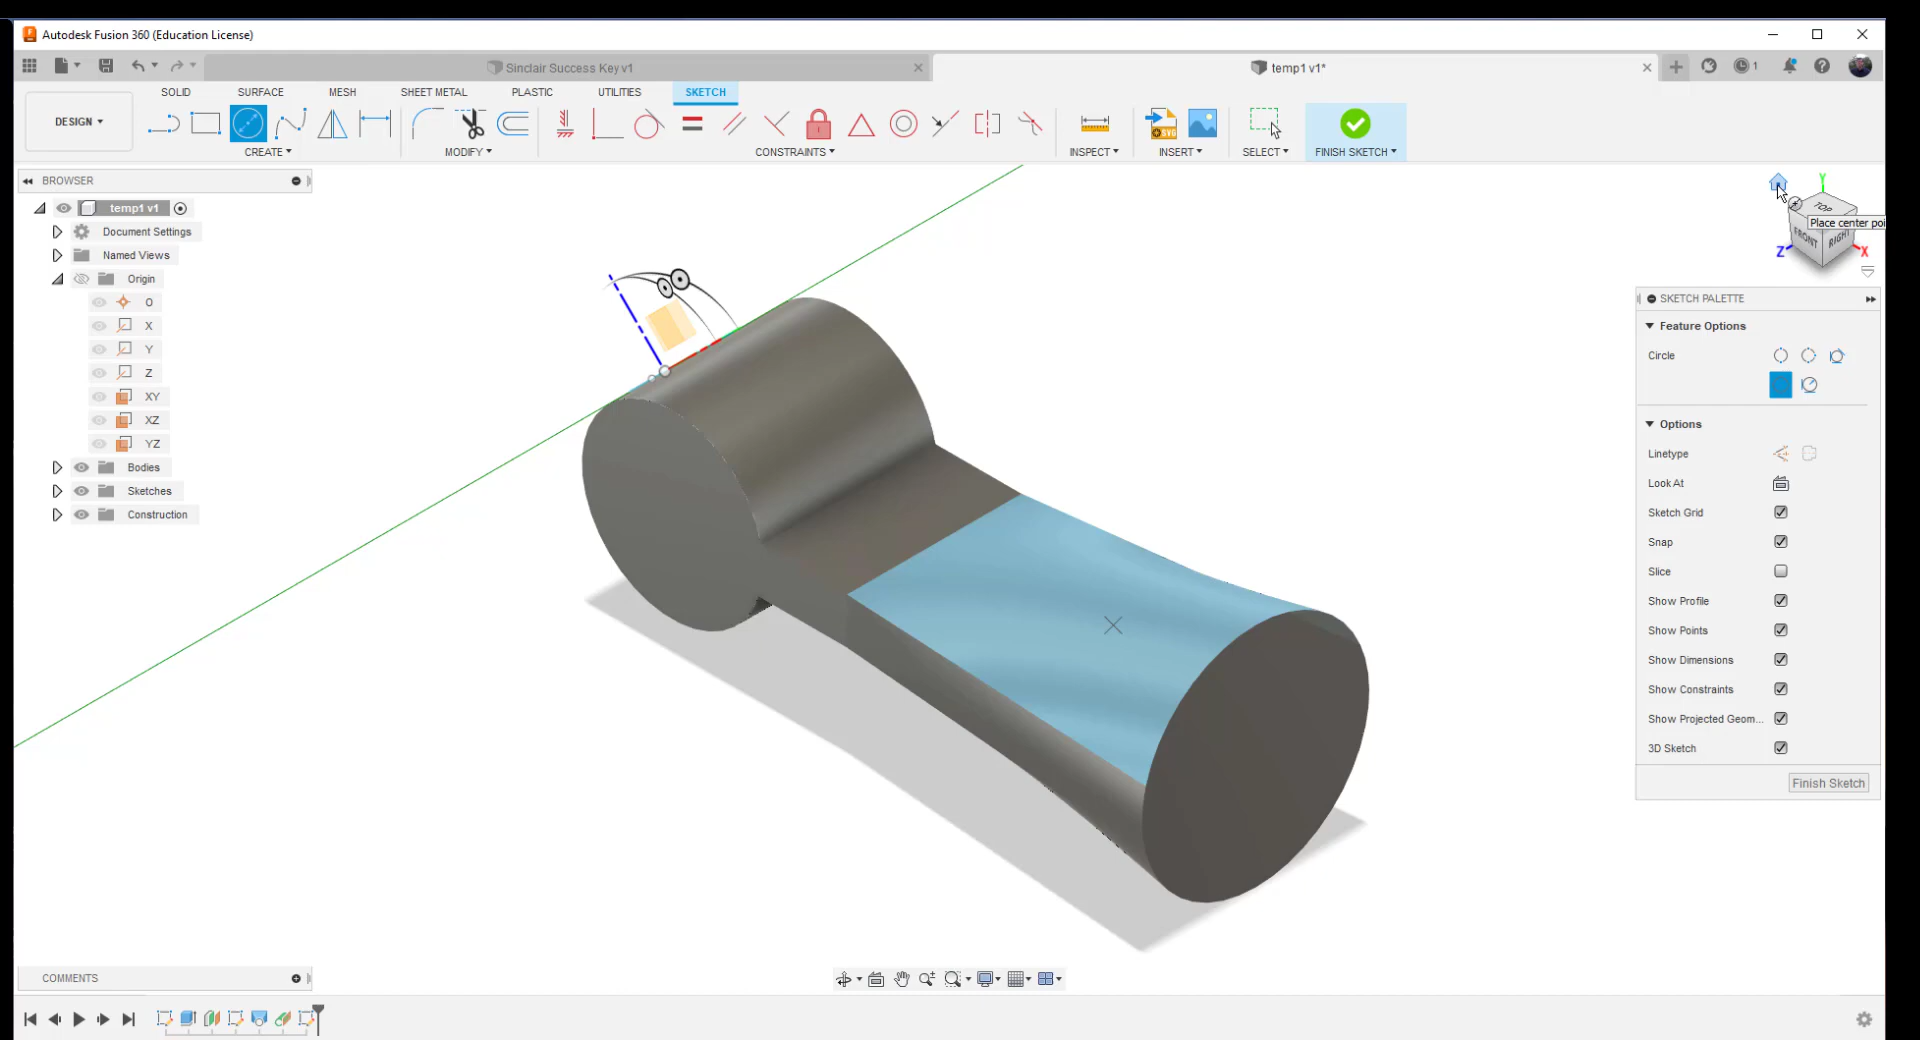 Autodesk Fusion 360 (Education License)
Sinclair Success Key v1
temp1 v1*
1
SOLID
SURFACE
MESH
SHEET METAL
PLASTIC
UTILITIES
SKETCH
DESIGN
CREATE
MODIFY
CONSTRAINTS
INSPECT
INSERT
SELECT
FINISH SKETCH
SVG
BROWSER
temp1 v1
Document Settings
Named Views
Origin
O
X
Y
Z
XY
XZ
YZ
Bodies
Sketches
Construction
Y
TOP
FRONT
RIGHT
Z
X
Place center poi
SKETCH PALETTE
Feature Options
Circle
Options
Linetype
Look At
Sketch Grid
Snap
Slice
Show Profile
Show Points
Show Dimensions
Show Constraints
Show Projected Geom...
3D Sketch
Finish Sketch
COMMENTS